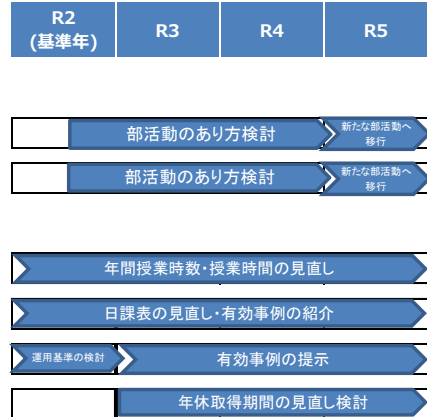 R2
(基準年)
R3
R4
R5
部活動のあり方検討
新たな部活動へ
移行
部活動のあり方検討
新たな部活動へ
移行
年間授業時数・授業時間の見直し
日課表の見直し・有効事例の紹介
運用基準の検討
有効事例の提示
年休取得期間の見直し検討